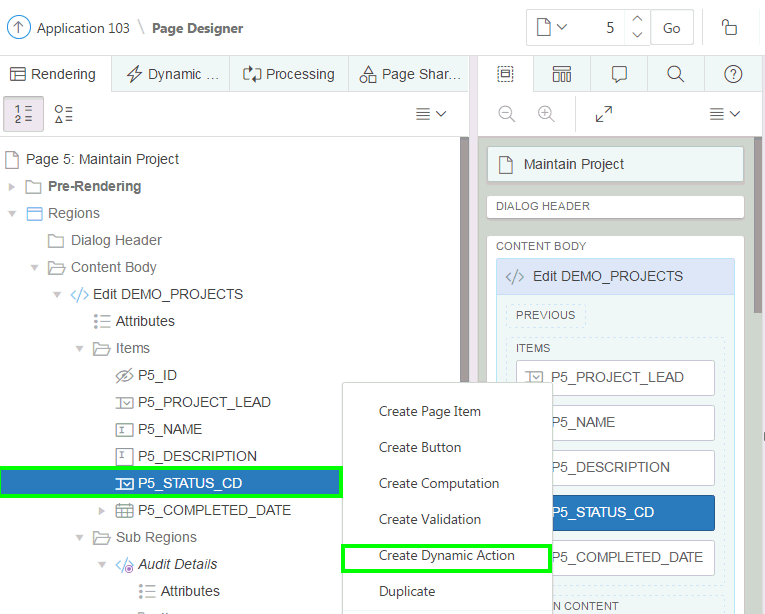 Application 103 \ Page Designer
5
Go
Rendering
Dynamic ...
Processing
Page Shar...
Page 5: Maintain Project
Pre-Rendering
Regions
Dialog Header
Content Body
Edit DEMO_PROJECTS
Attributes
Items
P5_ID
P5_PROJECT_LEAD
P5_NAME
P5_DESCRIPTION
P5_STATUS_CD
P5_COMPLETED_DATE
Sub Regions
Audit Details
Attributes
Create Page Item
Create Button
Create Computation
Create Validation
Create Dynamic Action
Duplicate
Maintain Project
DIALOG HEADER
CONTENT BODY
Edit DEMO_PROJECTS
PREVIOUS
ITEMS
P5_PROJECT_LEAD
P5_NAME
P5_DESCRIPTION
P5_STATUS_CD
P5_COMPLETED_DATE
N CONTENT